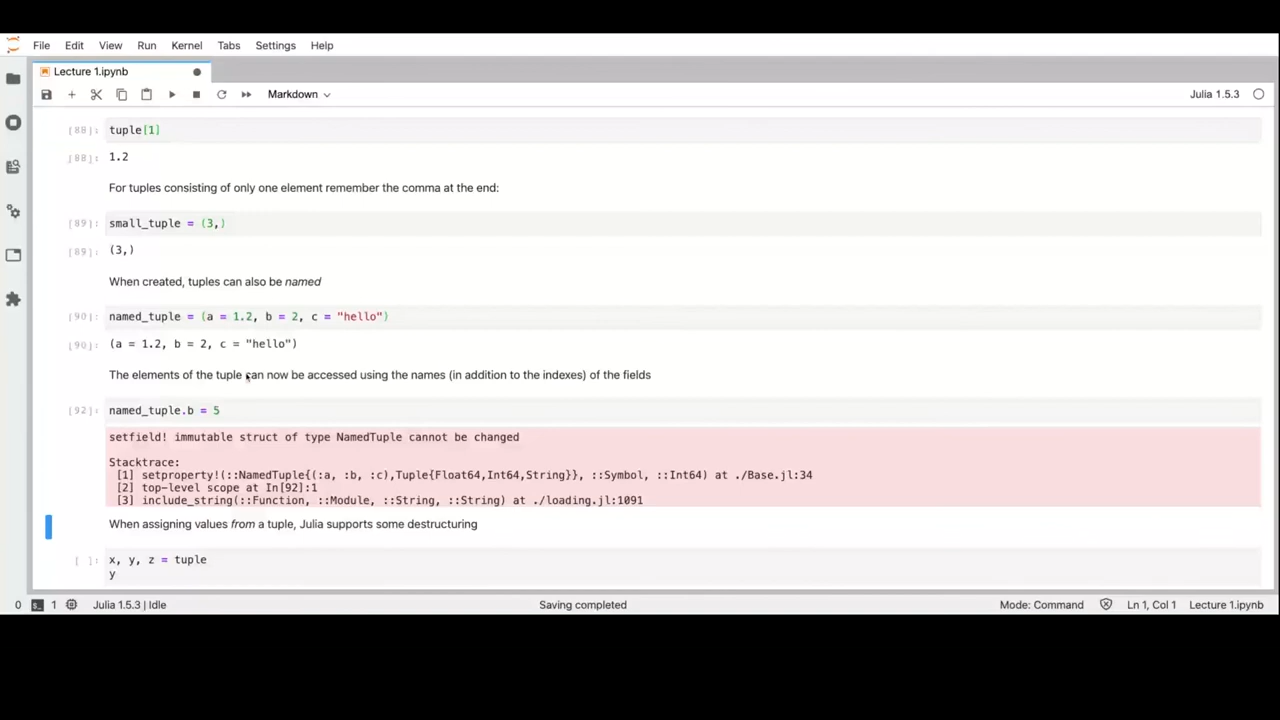 File Edit View Run Kernel Tabs Settings Help
Lecture 1.ipynb
Markdown Julia 1.5.3
[88]: tuple[1]
[88]: 1.2
For tuples consisting of only one element remember the comma at the end:
[89]: small_tuple = (3,)
[89]: (3,)
When created, tuples can also be named
[90]: named_tuple = (a = 1.2, b = 2, c = "hello")
[90]: (a = 1.2, b = 2, c = "hello")
The elements of the tuple can now be accessed using the names (in addition to the indexes) of the fields
[92]: named_tuple.b = 5
setfield! immutable struct of type NamedTuple cannot be changed
Stacktrace:
[1] setproperty!(::NamedTuple{(:a, :b, :c),Tuple{Float64,Int64,String}}, ::Symbol, ::Int64) at ./Base.jl:34
[2] top-level scope at In[92]:1
[3] include_string(::Function, ::Module, ::String, ::String) at ./loading.jl:1091
When assigning values from a tuple, Julia supports some destructuring
[ ]: x, y, z = tuple
y
0 1 Julia 1.5.3 | Idle Saving completed Mode: Command Ln 1, Col 1 Lecture 1.ipynb